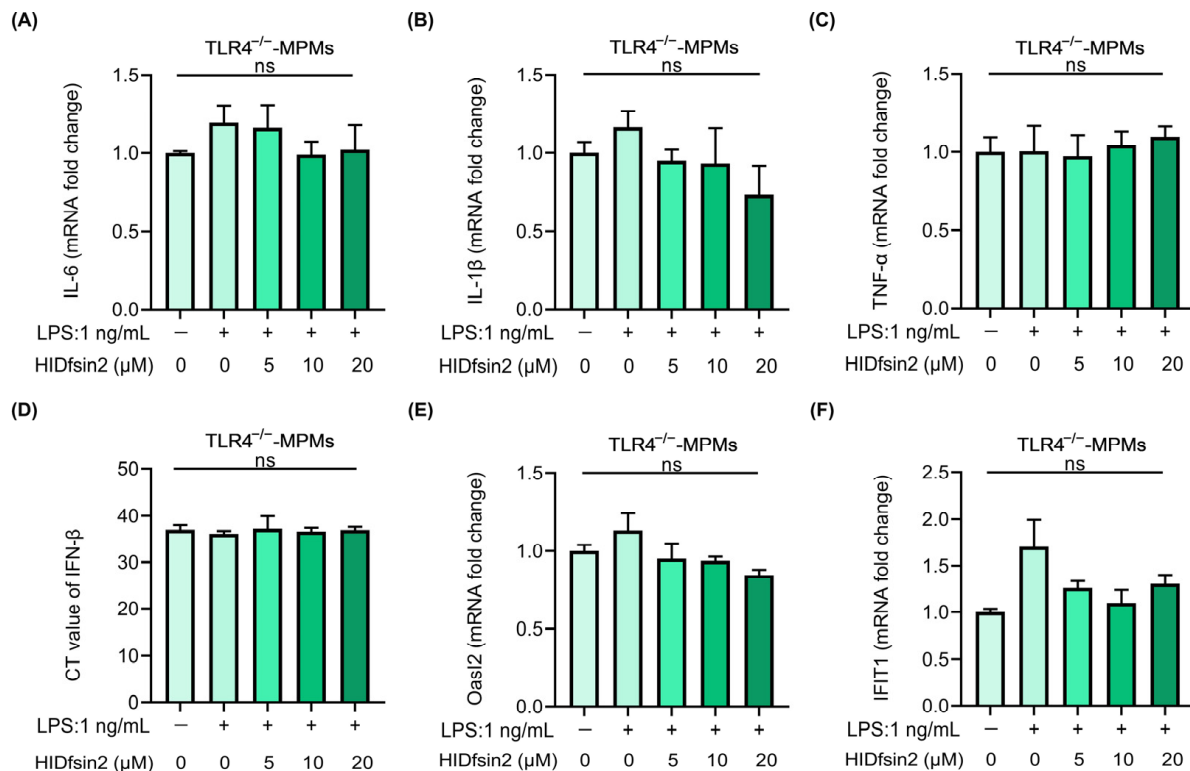 (A)
TLR4⁻/⁻-MPMs
ns
IL-6 (mRNA fold change)
1.5
1.0
0.5
0.0
LPS:1 ng/mL — + + + +
HIDfsin2 (μM) 0 0 5 10 20
(B)
TLR4⁻/⁻-MPMs
ns
IL-1β (mRNA fold change)
1.5
1.0
0.5
0.0
LPS:1 ng/mL — + + + +
HIDfsin2 (μM) 0 0 5 10 20
(C)
TLR4⁻/⁻-MPMs
ns
TNF-α (mRNA fold change)
1.5
1.0
0.5
0.0
LPS:1 ng/mL — + + + +
HIDfsin2 (μM) 0 0 5 10 20
(D)
TLR4⁻/⁻-MPMs
ns
CT value of IFN-β
50
40
30
20
10
0
LPS:1 ng/mL — + + + +
HIDfsin2 (μM) 0 0 5 10 20
(E)
TLR4⁻/⁻-MPMs
ns
Oasl2 (mRNA fold change)
1.5
1.0
0.5
0.0
LPS:1 ng/mL — + + + +
HIDfsin2 (μM) 0 0 5 10 20
(F)
TLR4⁻/⁻-MPMs
ns
IFIT1 (mRNA fold change)
2.5
2.0
1.5
1.0
0.5
0.0
LPS:1 ng/mL — + + + +
HIDfsin2 (μM) 0 0 5 10 20